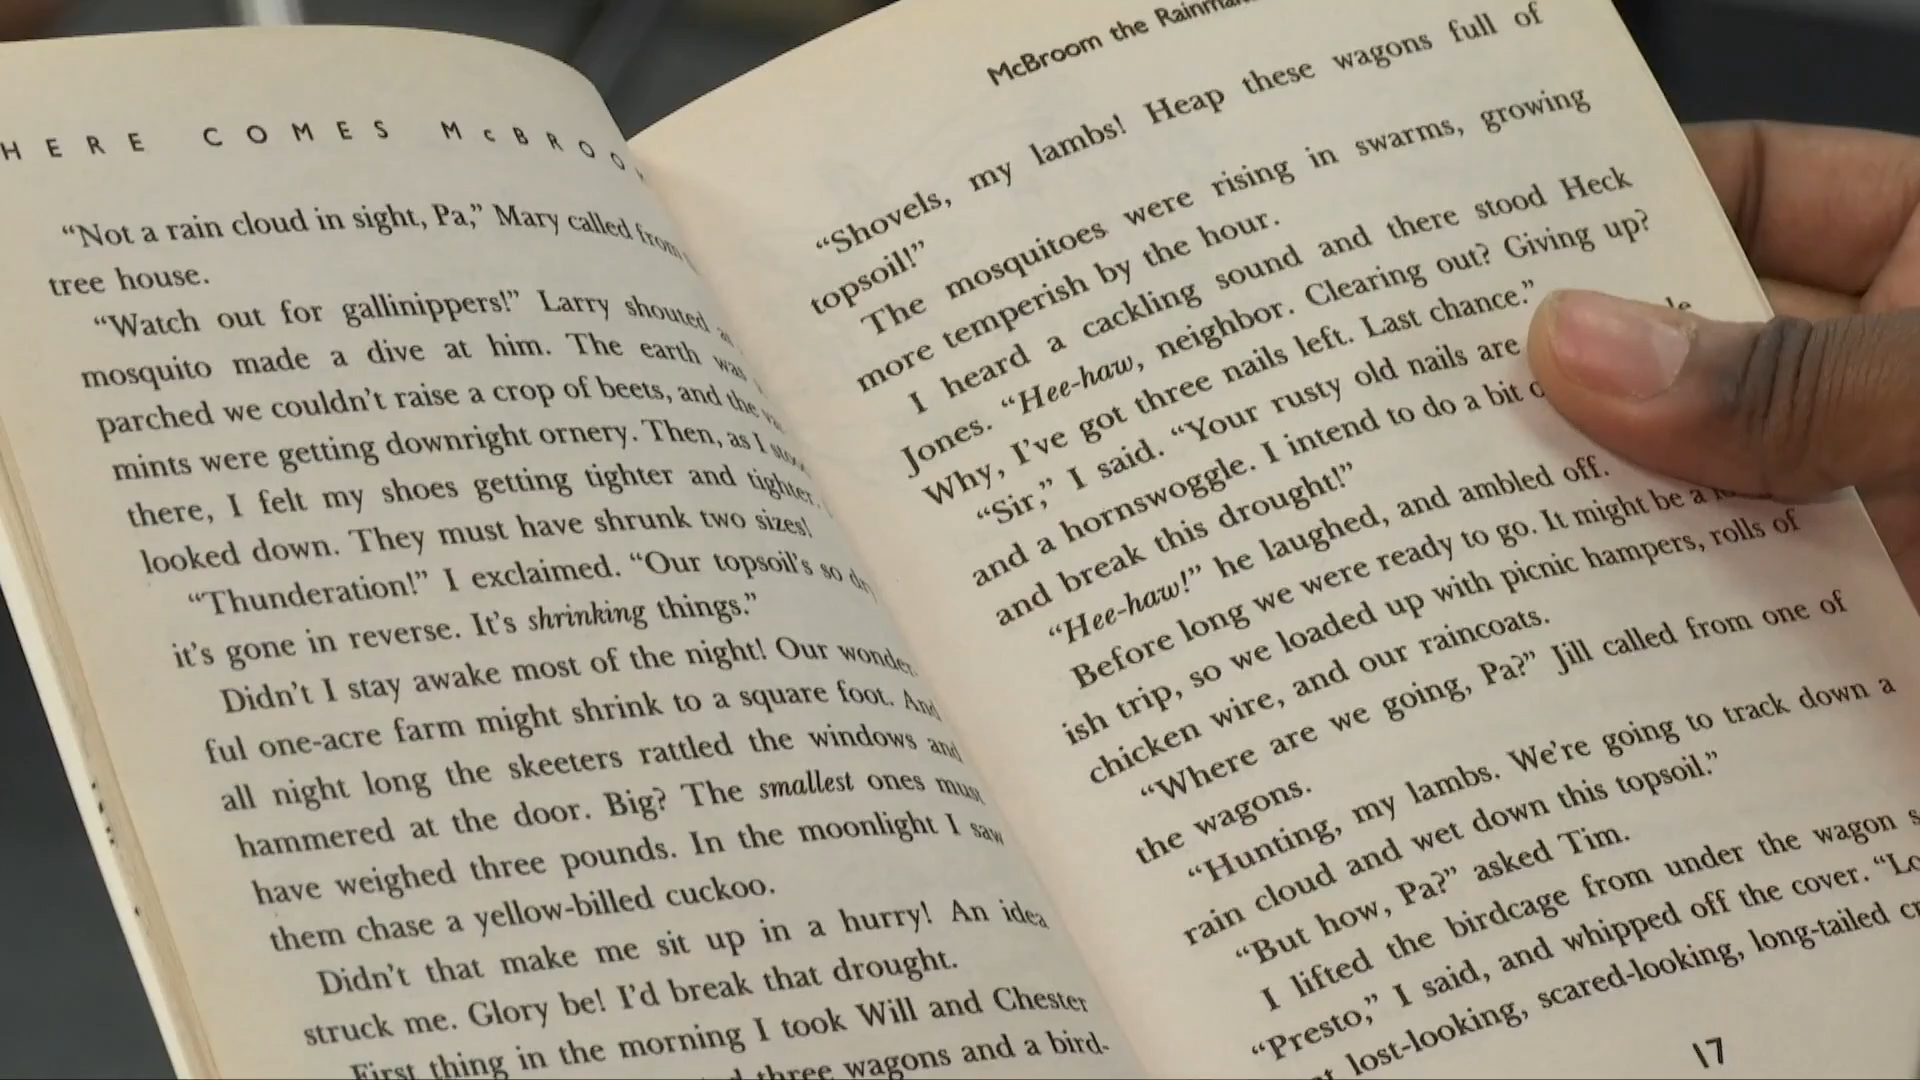 HERE COMES McBROO
“Not a rain cloud in sight, Pa,” Mary called from
tree house.
“Watch out for gallinippers!” Larry shouted
mosquito made a dive at him. The earth was
parched we couldn’t raise a crop of beets, and the
mints were getting downright ornery. Then, as I stoo
there, I felt my shoes getting tighter and tighter.
looked down. They must have shrunk two sizes!
“Thunderation!” I exclaimed. “Our topsoil’s so dr
it’s gone in reverse. It’s shrinking things.”
Didn’t I stay awake most of the night! Our wonder
ful one-acre farm might shrink to a square foot. And
all night long the skeeters rattled the windows and
hammered at the door. Big? The smallest ones must
have weighed three pounds. In the moonlight I saw
them chase a yellow-billed cuckoo.
Didn’t that make me sit up in a hurry! An idea
struck me. Glory be! I’d break that drought.
First thing in the morning I took Will and Chester
three wagons and a bird-
McBroom the Rainma
“Shovels, my lambs! Heap these wagons full of
topsoil!”
The mosquitoes were rising in swarms, growing
more temperish by the hour.
I heard a cackling sound and there stood Heck
Jones. “Hee-haw, neighbor. Clearing out? Giving up?
Why, I’ve got three nails left. Last chance.”
“Sir,” I said. “Your rusty old nails are
and a hornswoggle. I intend to do a bit
and break this drought!”
“Hee-haw!” he laughed, and ambled off.
Before long we were ready to go. It might be a
ish trip, so we loaded up with picnic hampers, rolls of
chicken wire, and our raincoats.
“Where are we going, Pa?” Jill called from one of
the wagons.
“Hunting, my lambs. We’re going to track down a
rain cloud and wet down this topsoil.”
“But how, Pa?” asked Tim.
I lifted the birdcage from under the wagon s
“Presto,” I said, and whipped off the cover. “Lo
lost-looking, scared-looking, long-tailed cr
17